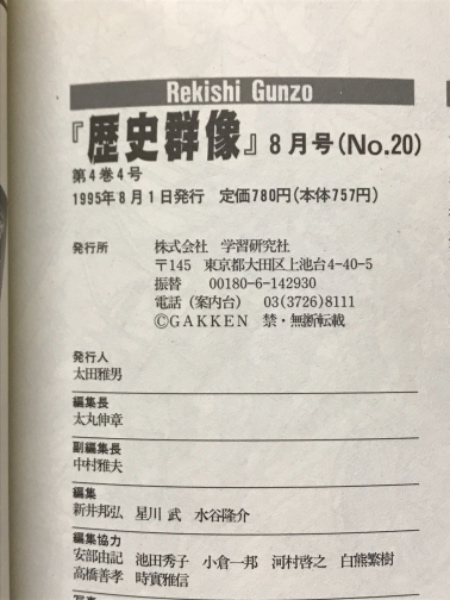 Rekishi Gunzo
『歴史群像』8月号(No.20)
第4巻4号
1995年8月1日発行　定価780円(本体757円)
発行所　株式会社　学習研究社
〒145　東京都大田区上池台4-40-5
振替　00180-6-142930
電話(案内台)　03(3726)8111
©GAKKEN　禁・無断転載
発行人
太田雅男
編集長
太丸伸章
副編集長
中村雅夫
編集
新井邦弘　星川 武　水谷隆介
編集協力
安部由記　池田秀子　小倉一邦　河村啓之　白熊繁樹
高橋善孝　時實雅信